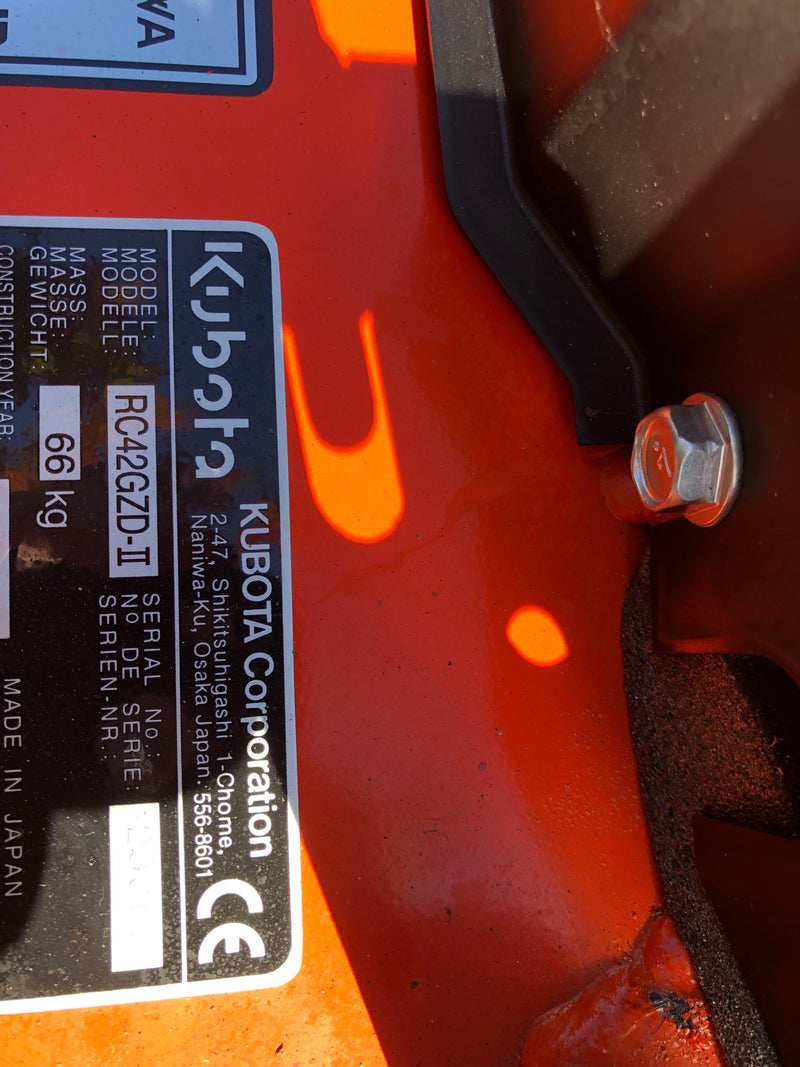 WA
Kubota
KUBOTA Corporation
2-47, Shikitsuhigashi 1-Chome,
Naniwa-Ku, Osaka Japan. 556-8601
CE
MODEL:
MODELE:
MODELL:
RC42GZD-II
SERIAL No.:
No DE SERIE:
SERIEN-NR.:
MASS:
MASSE:
GEWICHT:
66 kg
CONSTRUCTION YEAR:
MADE IN JAPAN